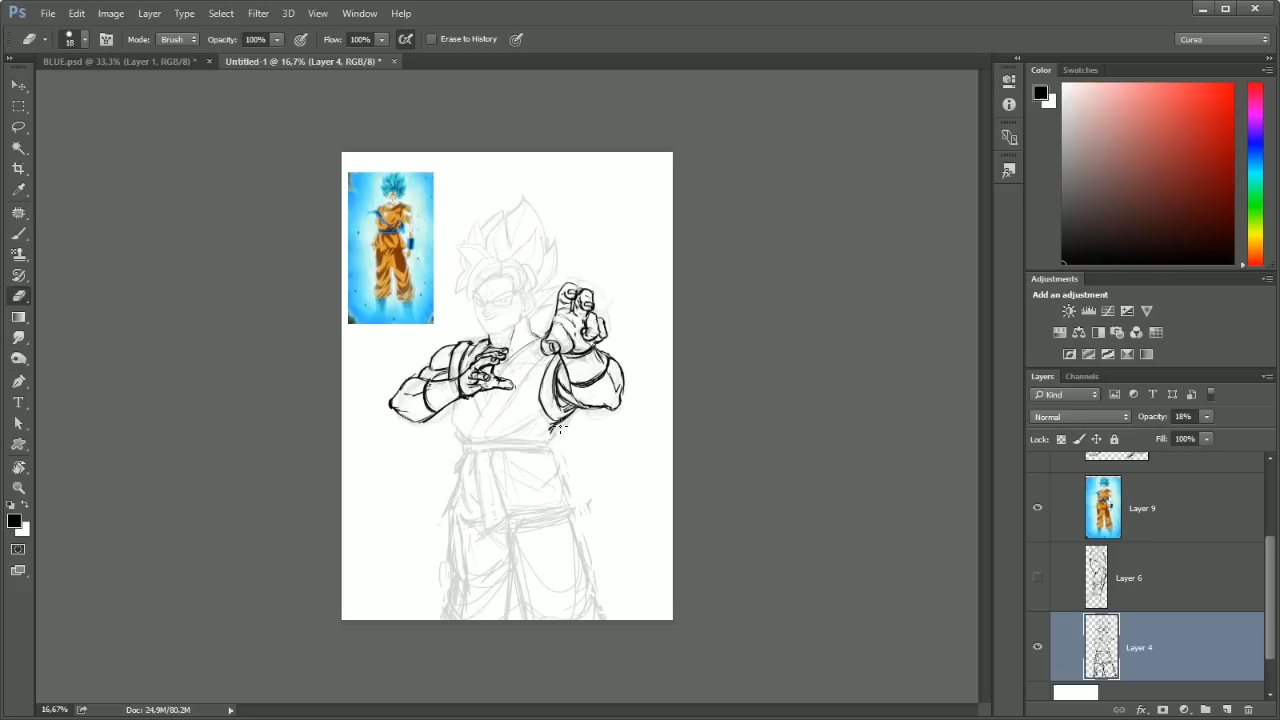 Ps File Edit Image Layer Type Select Filter 3D View Window Help
18 Mode: Brush Opacity: 100% Flow: 100% Erase to History Curso
BLUE.psd @ 33,3% (Layer 1, RGB/8) * × Untitled-1 @ 16,7% (Layer 4, RGB/8) * ×
Color Swatches
Adjustments
Add an adjustment
Layers Channels
Kind
Normal Opacity: 18%
Lock: Fill: 100%
Layer 9
Layer 6
Layer 4
16,67% Doc: 24,9M/80,2M